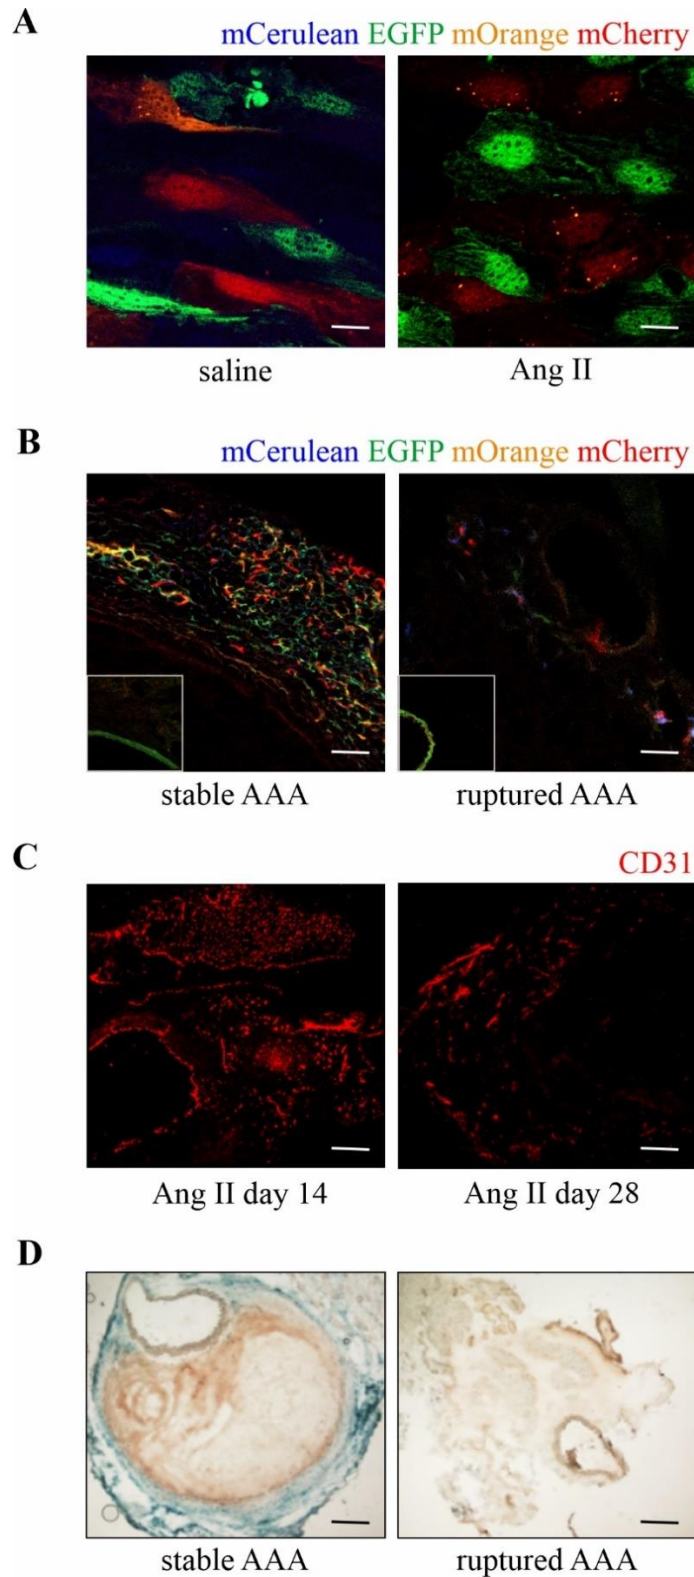 A
mCerulean EGFP mOrange mCherry
saline Ang II
B
mCerulean EGFP mOrange mCherry
stable AAA ruptured AAA
C
CD31
Ang II day 14 Ang II day 28
D
stable AAA ruptured AAA